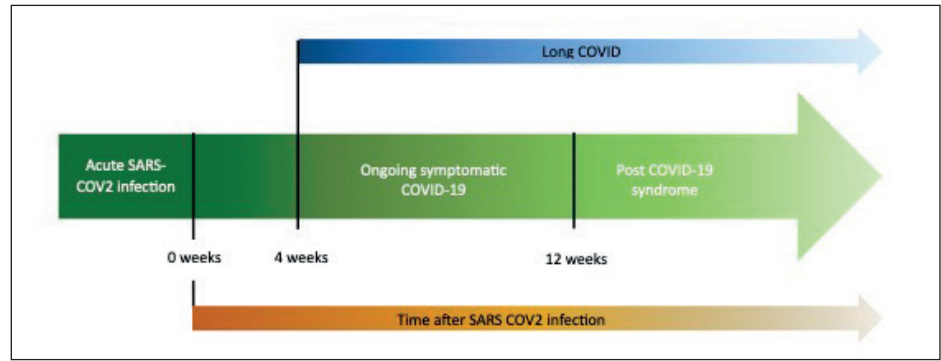 Long COVID
Acute SARS-
COV2 infection
Ongoing symptomatic
COVID-19
Post COVID-19
syndrome
0 weeks
4 weeks
12 weeks
Time after SARS COV2 infection